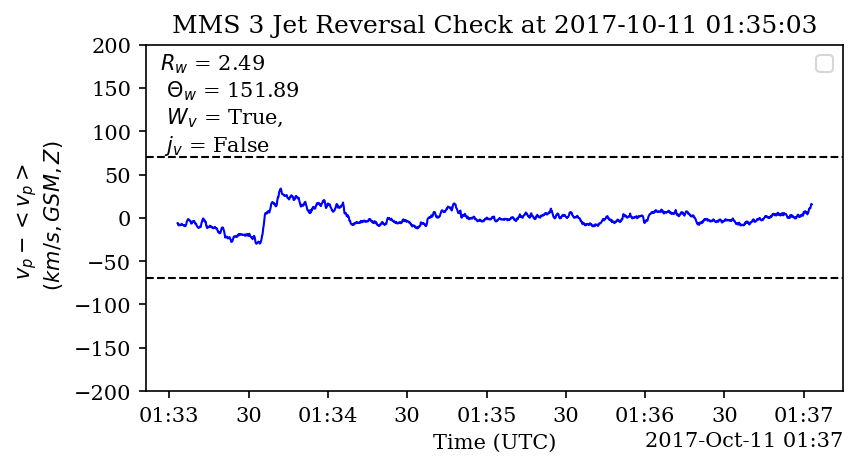 MMS 3 Jet Reversal Check at 2017-10-11 01:35:03
R_w = 2.49
Θ_w = 151.89
W_v = True,
j_v = False
200
150
100
50
0
−50
−100
−150
−200
v_p − < v_p >
(km/s, GSM, Z)
01:33 30 01:34 30 01:35 30 01:36 30 01:37
Time (UTC)
2017-Oct-11 01:37